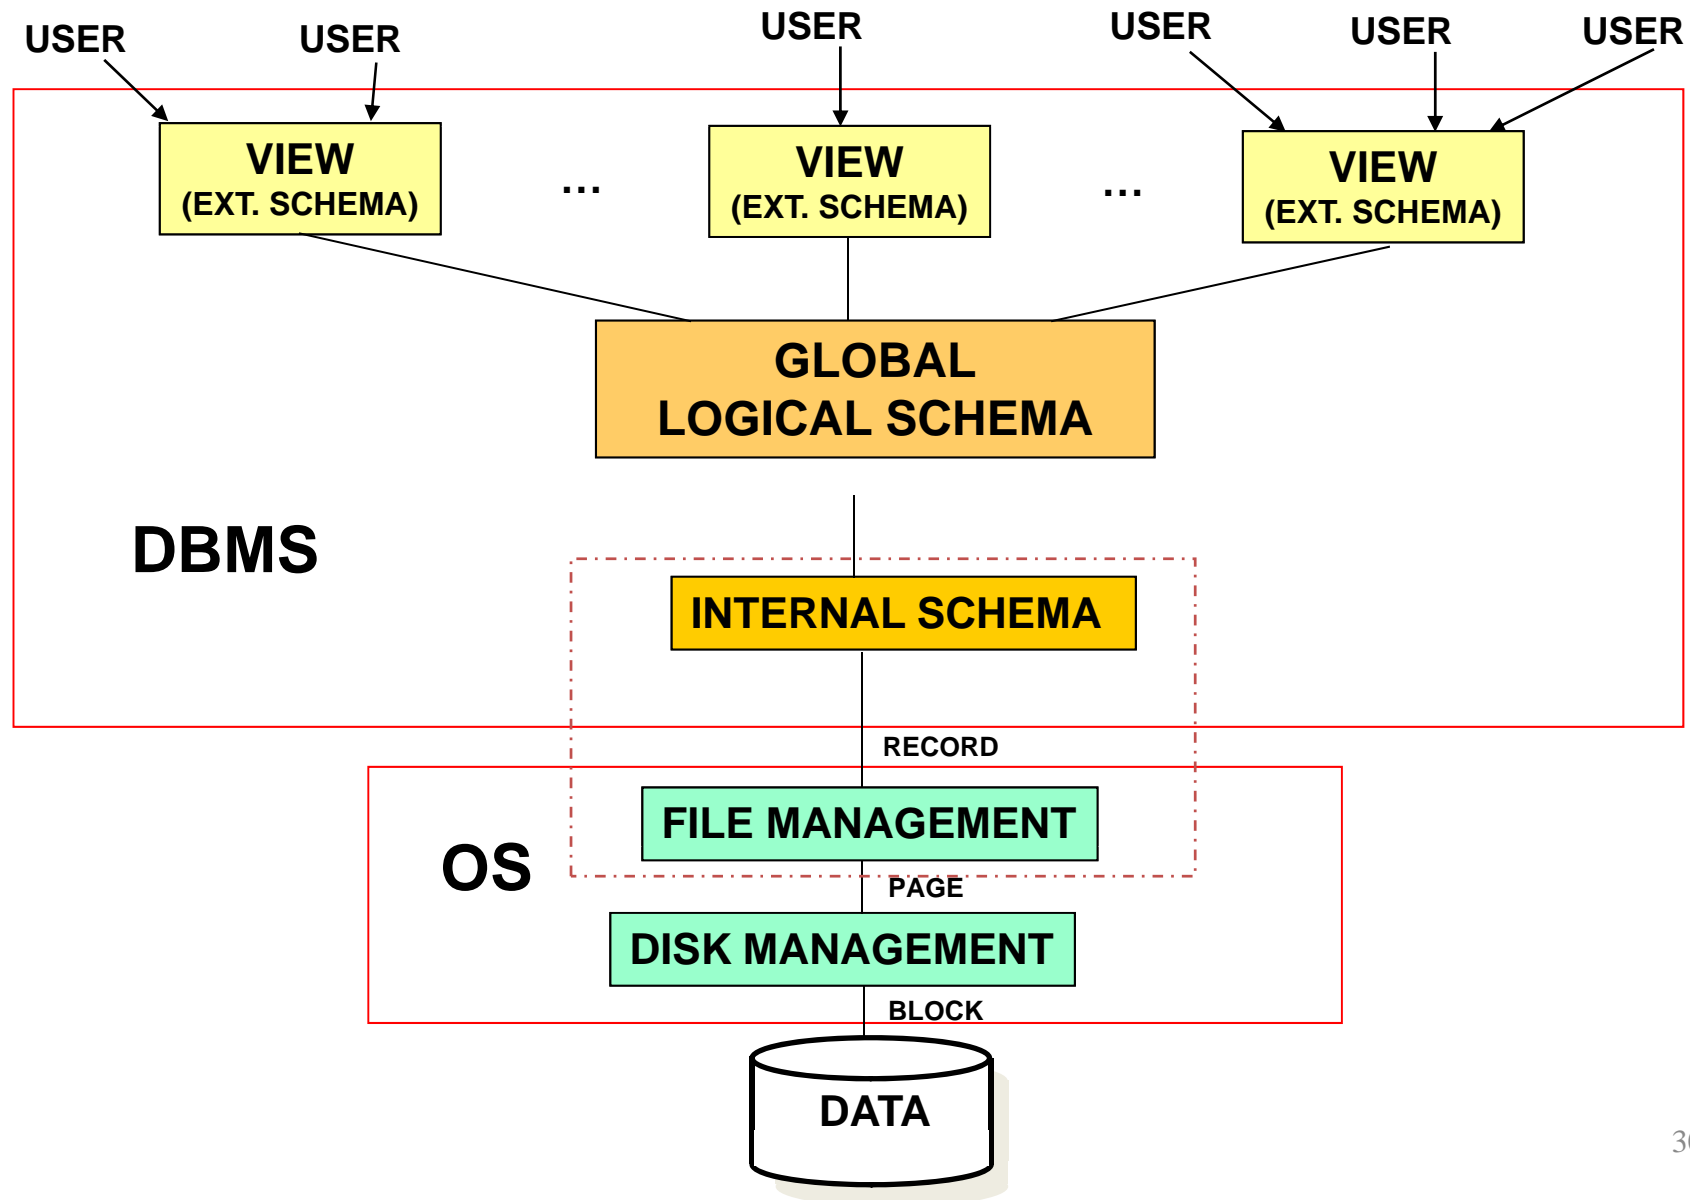 USER
USER
USER
USER
USER
USER
VIEW
(EXT. SCHEMA)
...
VIEW
(EXT. SCHEMA)
...
VIEW
(EXT. SCHEMA)
GLOBAL
LOGICAL SCHEMA
DBMS
INTERNAL SCHEMA
RECORD
FILE MANAGEMENT
OS
PAGE
DISK MANAGEMENT
BLOCK
DATA